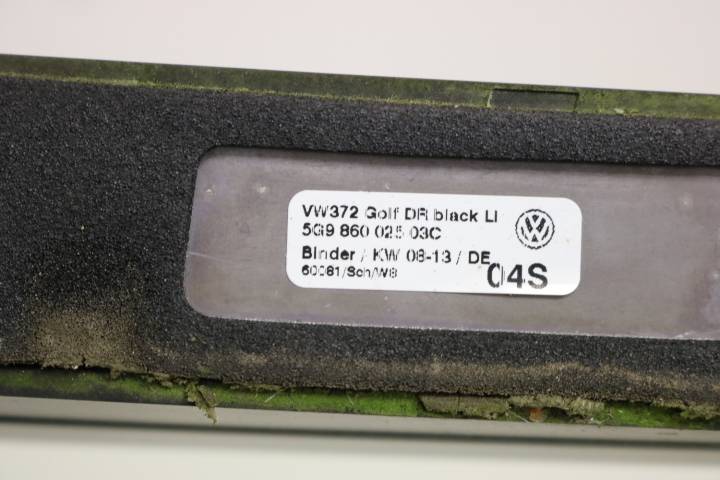 VW372 Golf DR black LI
5G9 860 025 03C
Binder / KW 08-13 / DE
60081/Sch/W8
04S